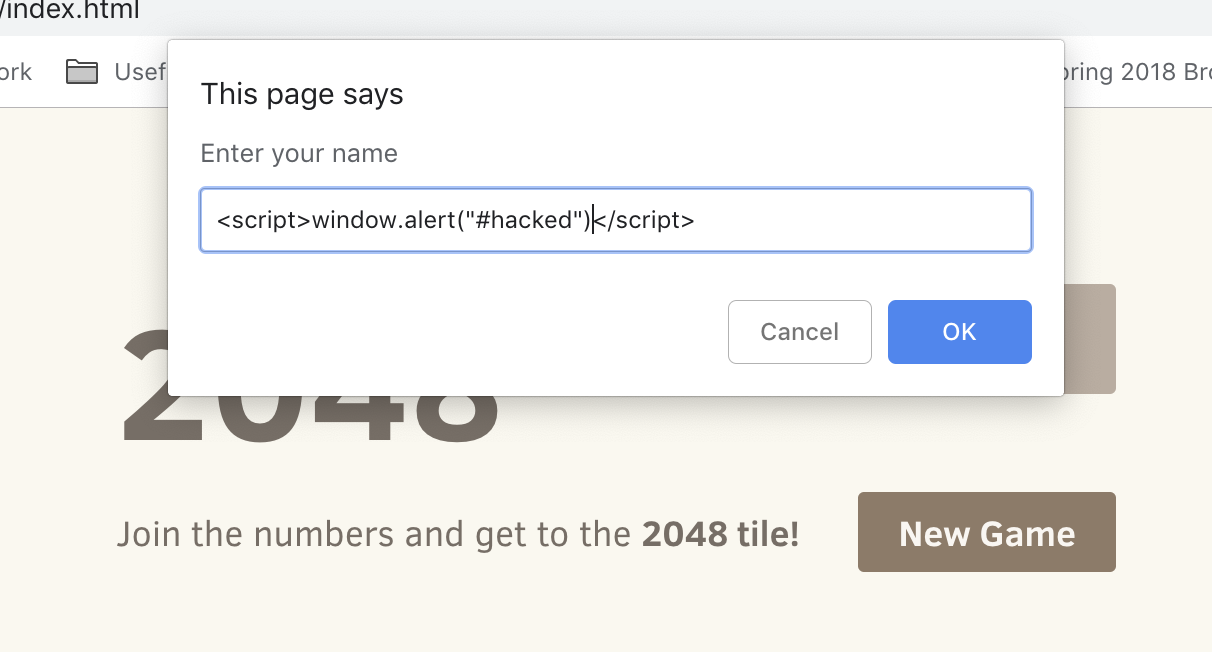 /index.html
ork Usef pring 2018 Bro
This page says
Enter your name
<script>window.alert("#hacked")</script>
Cancel OK
2048
Join the numbers and get to the 2048 tile! New Game